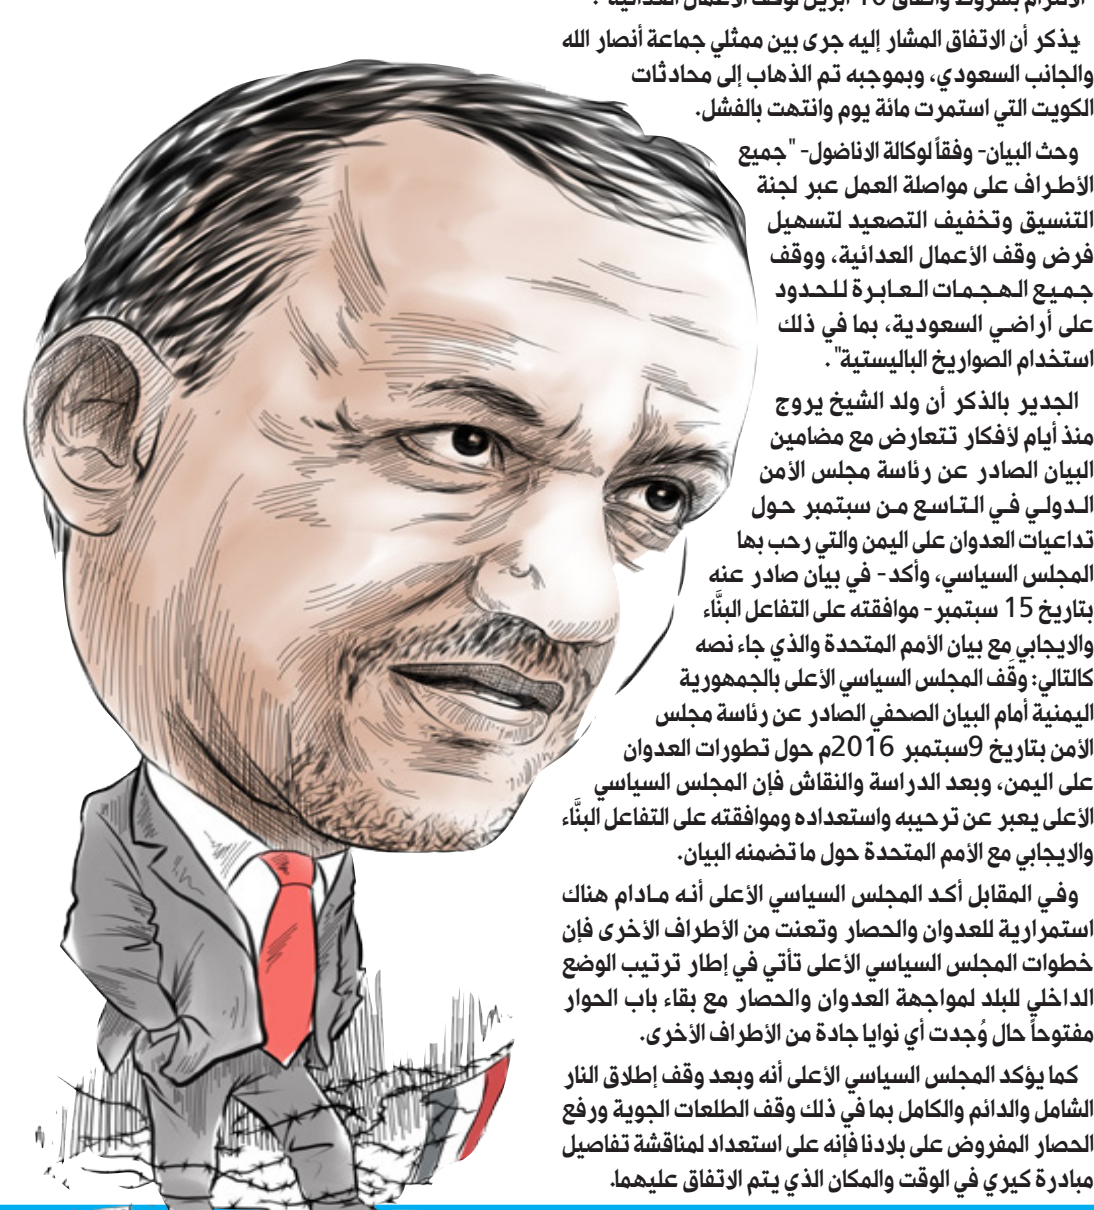 الالتزام بشروط واتفاق 10 ابريل لوقف الأعمال العدائية".
يذكر أن الاتفاق المشار إليه جرى بين ممثلي جماعة أنصار الله
والجانب السعودي، وبموجبه تم الذهاب إلى محادثات
الكويت التي استمرت مائة يوم وانتهت بالفشل.
وحث البيان- وفقاً لوكالة الاناضول- "جميع
الأطراف على مواصلة العمل عبر لجنة
التنسيق وتخفيف التصعيد لتسهيل
فرض وقف الأعمال العدائية، ووقف
جميع الهجمات العابرة للحدود
على أراضي السعودية، بما في ذلك
استخدام الصواريخ الباليستية".
الجدير بالذكر أن ولد الشيخ يروج
منذ أيام لأفكار تتعارض مع مضامين
البيان الصادر عن رئاسة مجلس الأمن
الدولي في التاسع من سبتمبر حول
تداعيات العدوان على اليمن والتي رحب بها
المجلس السياسي، وأكد- في بيان صادر عنه
بتاريخ 15 سبتمبر- موافقته على التفاعل البنَّاء
والايجابي مع بيان الأمم المتحدة والذي جاء نصه
كالتالي: وقَف المجلس السياسي الأعلى بالجمهورية
اليمنية أمام البيان الصحفي الصادر عن رئاسة مجلس
الأمن بتاريخ 9سبتمبر 2016م حول تطورات العدوان
على اليمن، وبعد الدراسة والنقاش فإن المجلس السياسي
الأعلى يعبر عن ترحيبه واستعداده وموافقته على التفاعل البنَّاء
والايجابي مع الأمم المتحدة حول ما تضمنه البيان.
وفي المقابل أكد المجلس السياسي الأعلى أنه مادام هناك
استمرارية للعدوان والحصار وتعنت من الأطراف الأخرى فإن
خطوات المجلس السياسي الأعلى تأتي في إطار ترتيب الوضع
الداخلي للبلد لمواجهة العدوان والحصار مع بقاء باب الحوار
مفتوحاً حال وُجدت أي نوايا جادة من الأطراف الأخرى.
كما يؤكد المجلس السياسي الأعلى أنه وبعد وقف إطلاق النار
الشامل والدائم والكامل بما في ذلك وقف الطلعات الجوية ورفع
الحصار المفروض على بلادنا فإنه على استعداد لمناقشة تفاصيل
مبادرة كيري في الوقت والمكان الذي يتم الاتفاق عليهما.